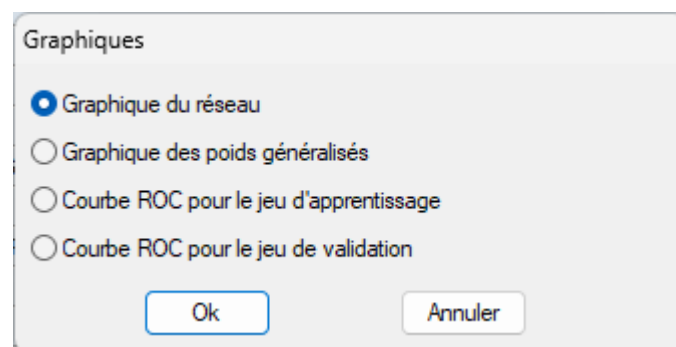 Graphiques
Graphique du réseau
Graphique des poids généralisés
Courbe ROC pour le jeu d'apprentissage
Courbe ROC pour le jeu de validation
Ok Annuler